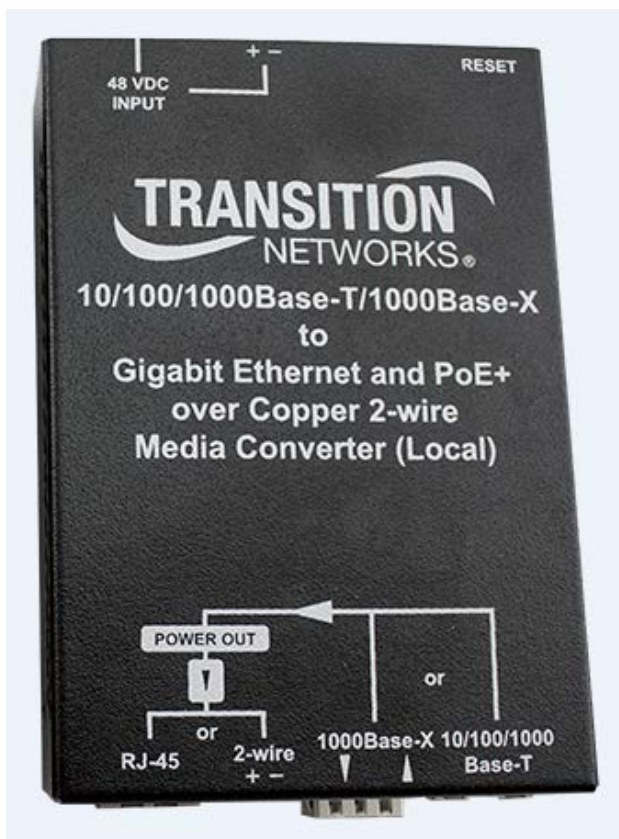 + −
48 VDC
INPUT
RESET
TRANSITION
NETWORKS®
10/100/1000Base-T/1000Base-X
to
Gigabit Ethernet and PoE+
over Copper 2-wire
Media Converter (Local)
POWER OUT
or
or
RJ-45
2-wire
+ −
1000Base-X
10/100/1000
Base-T